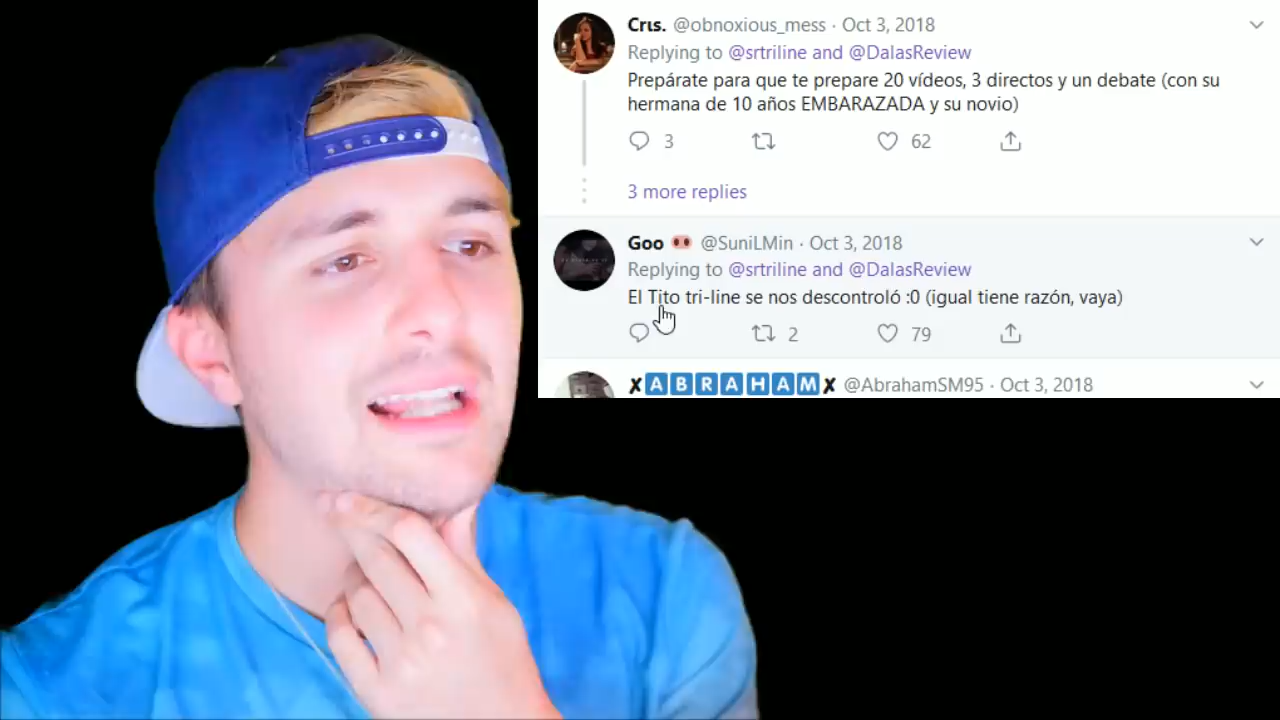 Crιs. @obnoxious_mess · Oct 3, 2018
Replying to @srtriline and @DalasReview
Prepárate para que te prepare 20 vídeos, 3 directos y un debate (con su
hermana de 10 años EMBARAZADA y su novio)
3 62
3 more replies
Goo 🐽 @SuniLMin · Oct 3, 2018
Replying to @srtriline and @DalasReview
El Tito tri-line se nos descontroló :0 (igual tiene razón, vaya)
2 79
✘🅰🅱🆁🅰🅷🅰🅼✘ @AbrahamSM95 · Oct 3, 2018